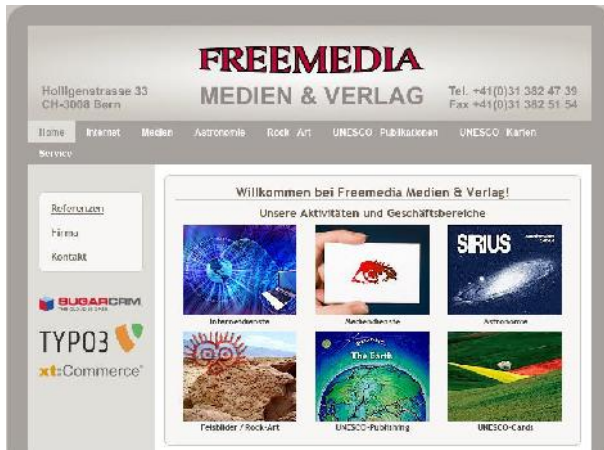 FREEMEDIA
MEDIEN & VERLAG
Holligenstrasse 33
CH-3008 Bern
Tel. +41(0)31 382 47 39
Fax +41(0)31 382 51 54
Home Internet Medien Astronomie Rock Art UNESCO Publikationen UNESCO Karten
Service
Referenzen
Firma
Kontakt
SUGARCRM
TYPO3
xt:Commerce
Willkommen bei Freemedia Medien & Verlag!
Unsere Aktivitäten und Geschäftsbereiche
SIRIUS
Internetdienste Mediendienste Astronomie
The Earth
Felsbilder / Rock-Art UNESCO-Publishing UNESCO-Cards